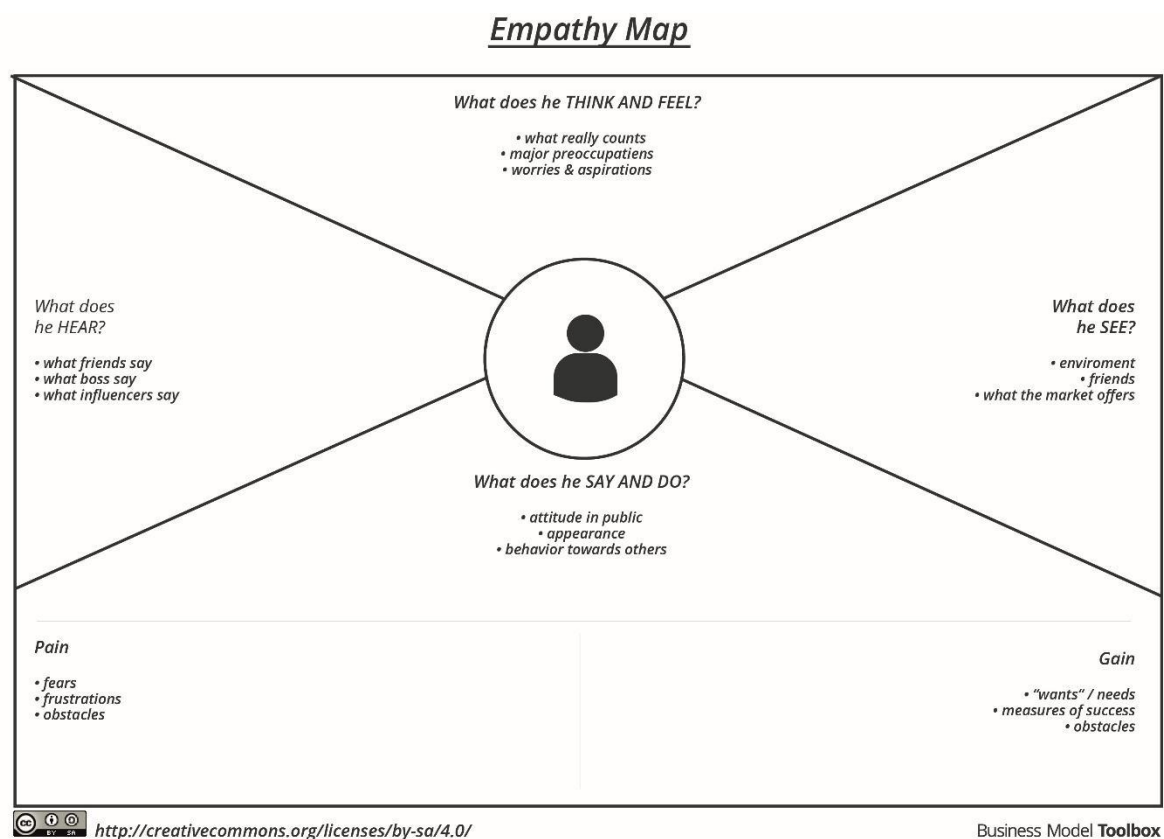 Empathy Map
What does he THINK AND FEEL?
• what really counts
• major preoccupatiens
• worries & aspirations
What does
he HEAR?
• what friends say
• what boss say
• what influencers say
What does
he SEE?
• enviroment
• friends
• what the market offers
What does he SAY AND DO?
• attitude in public
• appearance
• behavior towards others
Pain
• fears
• frustrations
• obstacles
Gain
• “wants” / needs
• measures of success
• obstacles
cc BY SA http://creativecommons.org/licenses/by-sa/4.0/
Business Model Toolbox